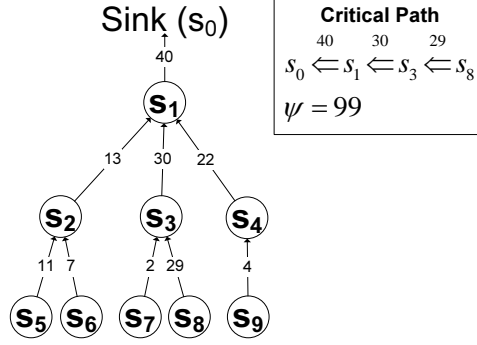 Sink (s₀)
40
s₁
13 30 22
s₂ s₃ s₄
11 7 2 29 4
s₅ s₆ s₇ s₈ s₉
Critical Path
40 30 29
s₀ ⇐ s₁ ⇐ s₃ ⇐ s₈
ψ = 99